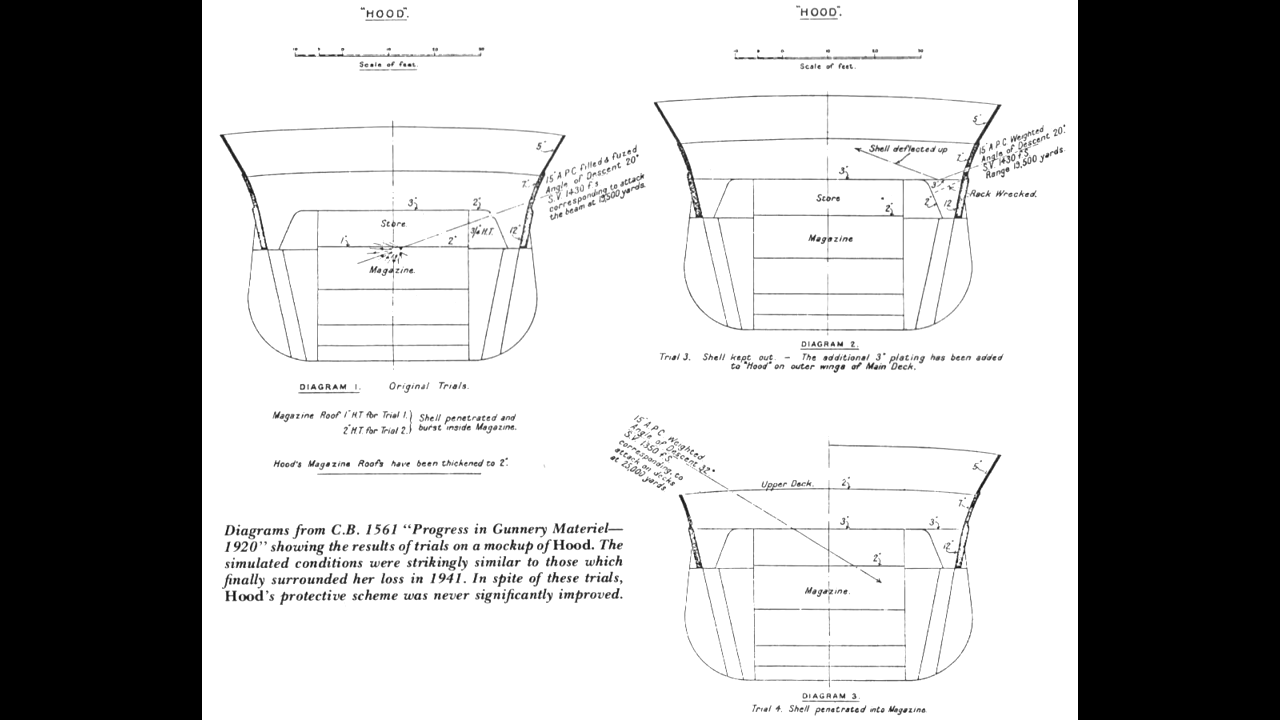 "HOOD".
Scale of feet.
5"
7"
15" A.P.C filled & fuzed
Angle of Descent 20°
S.V. 1430 f.s
corresponding to attack
the beam at 13,500 yards.
3"
2"
Store.
3/4" H.T.
12"
1"
2"
Magazine.
DIAGRAM 1. Original Trials.
Magazine Roof 1" H.T for Trial 1.} Shell penetrated and
2" H.T. for Trial 2.} burst inside Magazine.
Hood's Magazine Roofs have been thickened to 2".
Diagrams from C.B. 1561 “Progress in Gunnery Materiel—
1920” showing the results of trials on a mockup of Hood. The
simulated conditions were strikingly similar to those which
finally surrounded her loss in 1941. In spite of these trials,
Hood's protective scheme was never significantly improved.
"HOOD".
Scale of feet.
5"
7"
15" A.P.C Weighted
Angle of Descent 20°.
S.V 1430 f.s
Range 13,500 yards.
Shell deflected up
3"
3"
Rack Wrecked.
Store
2"
2"
12"
Magazine
DIAGRAM 2.
Trial 3. Shell kept out. – The additional 3" plating has been added
to "Hood" on outer wings of Main Deck.
15" A.P.C Weighted
Angle of Descent 32°
S.V 1350 f.s
corresponding to
attack on decks
at 23,000 yards
Upper Deck.
2"
5"
7"
3"
3"
12"
2"
Magazine.
DIAGRAM 3.
Trial 4. Shell penetrated into Magazine